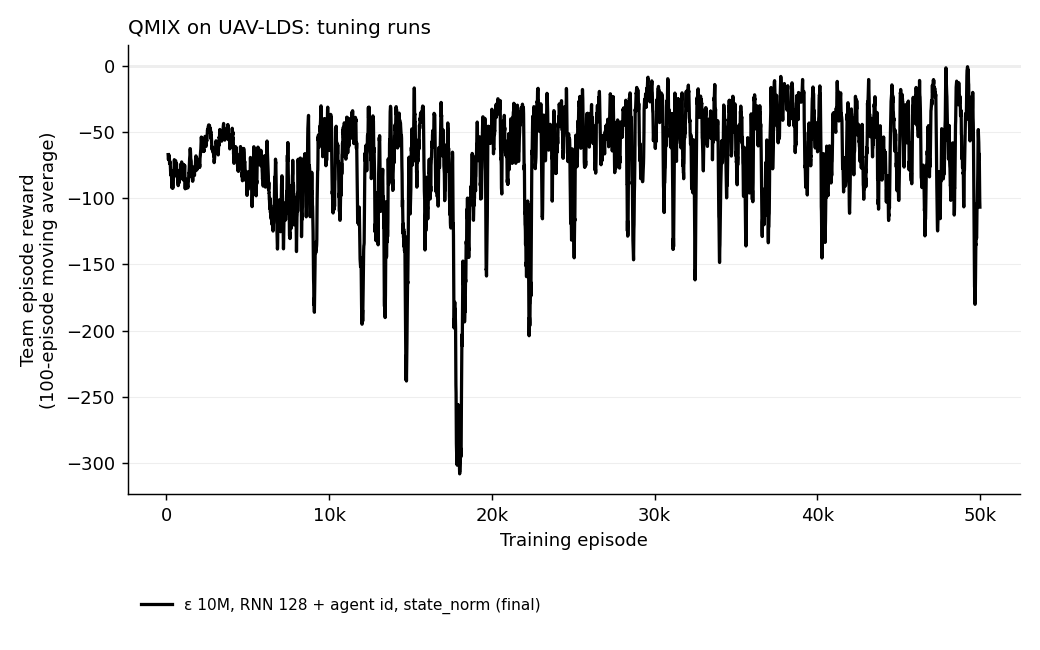 QMIX on UAV-LDS: tuning runs
0
−50
−100
−150
−200
−250
−300
Team episode reward
(100-episode moving average)
0
10k
20k
30k
40k
50k
Training episode
ε 10M, RNN 128 + agent id, state_norm (final)